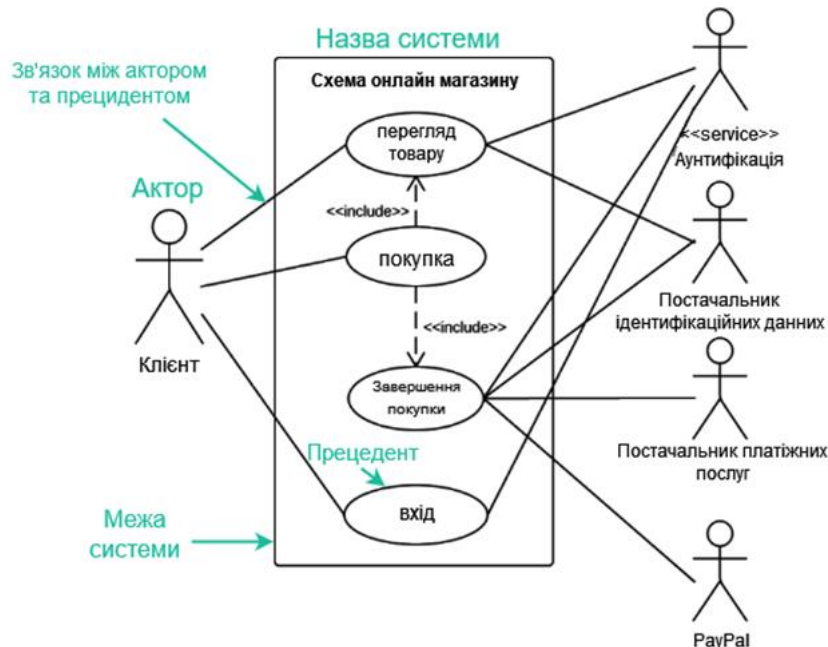 Назва системи
Зв'язок між актором
та прецидентом
Схема онлайн магазину
перегляд
товару
<<service>>
Аунтифікація
Актор
<<include>>
покупка
Постачальник
ідентифікаційних данних
<<include>>
Клієнт
Завершення
покупки
Прецедент
Постачальник платіжних
послуг
вхід
Межа
системи
PayPal